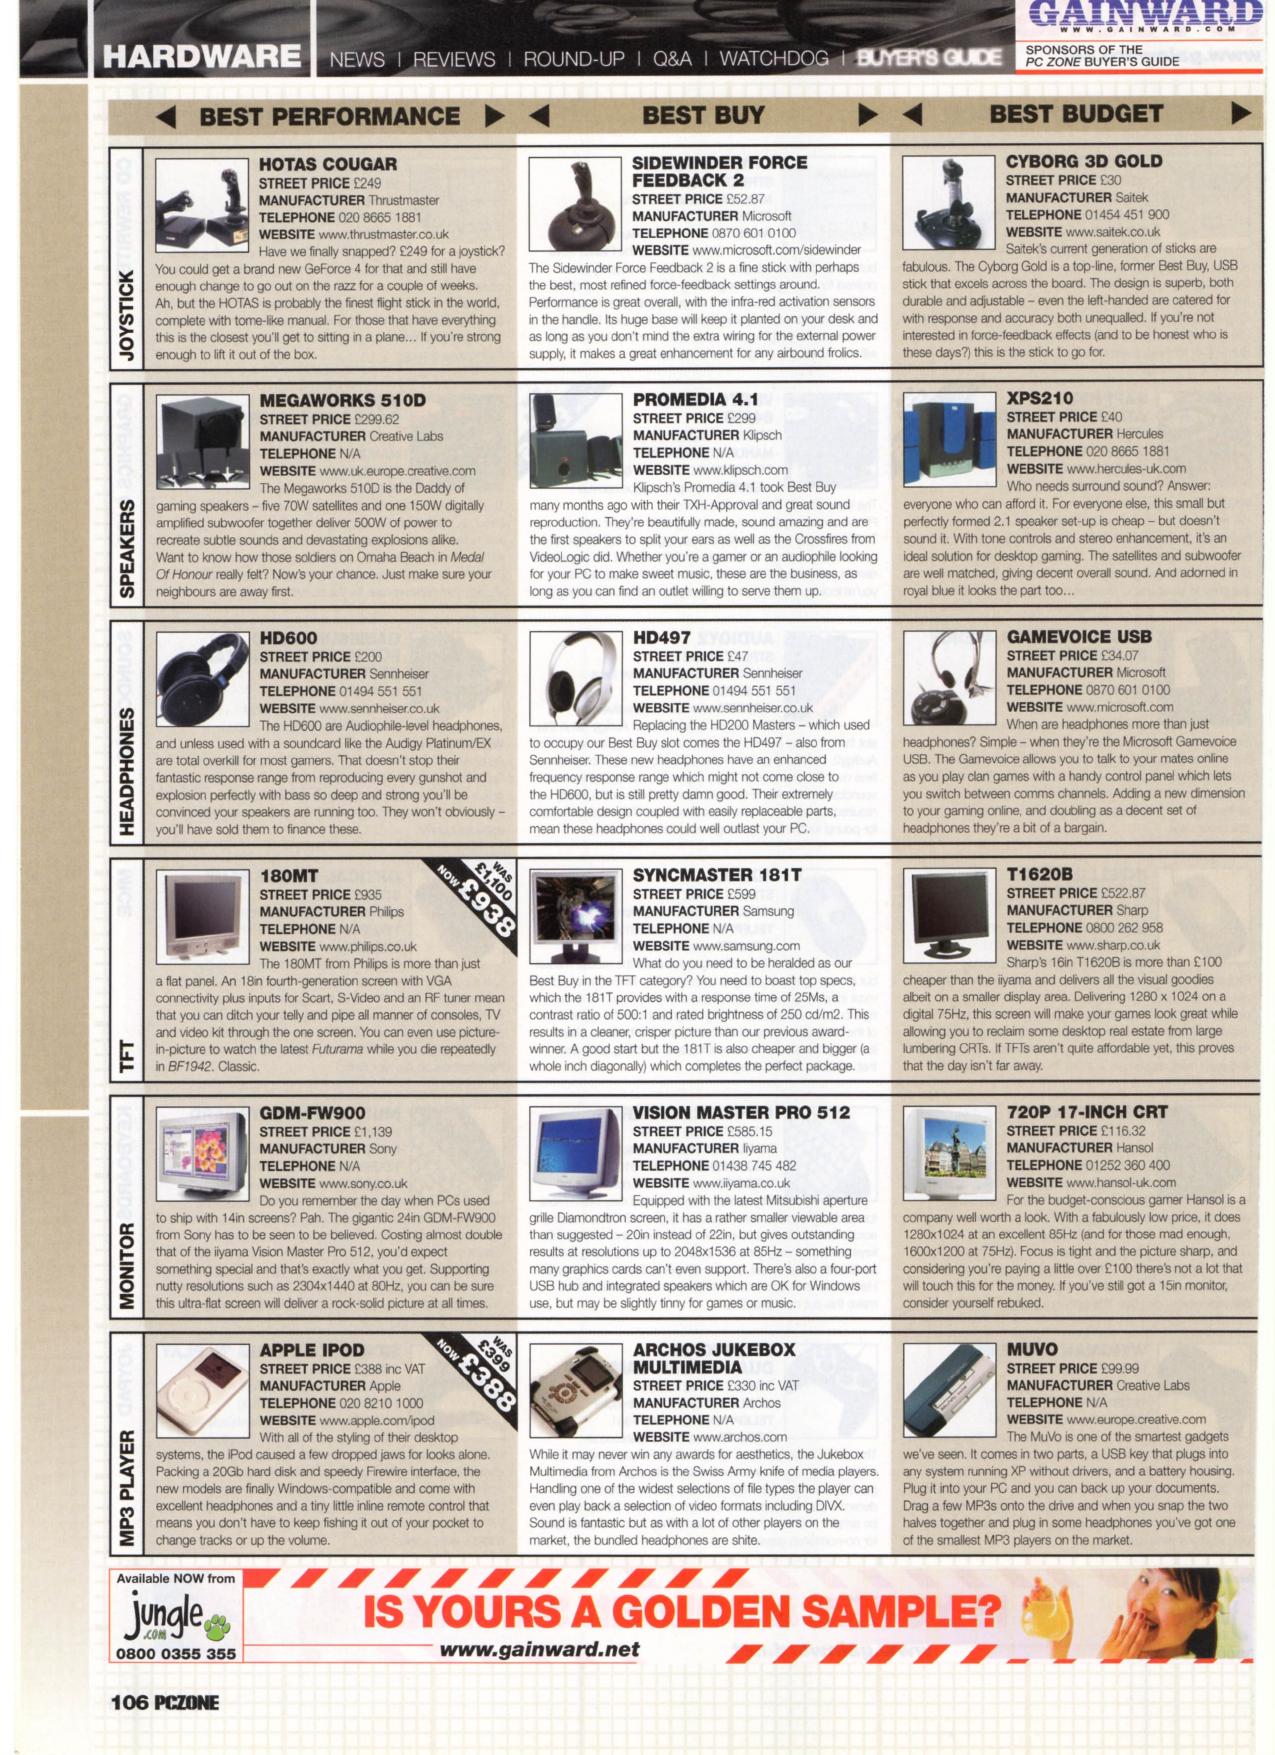 HARDWARE
NEWS | REVIEWS | ROUND-UP | Q&A | WATCHDOG | BUYER'S GUIDE
GAINWARD
WWW.GAINWARD.COM
SPONSORS OF THE
PC ZONE BUYER'S GUIDE
BEST PERFORMANCE
BEST BUY
BEST BUDGET
JOYSTICK
HOTAS COUGAR
STREET PRICE £249
MANUFACTURER Thrustmaster
TELEPHONE 020 8665 1881
WEBSITE www.thrustmaster.co.uk
Have we finally snapped? £249 for a joystick?
You could get a brand new GeForce 4 for that and still have
enough change to go out on the razz for a couple of weeks.
Ah, but the HOTAS is probably the finest flight stick in the world,
complete with tome-like manual. For those that have everything
this is the closest you'll get to sitting in a plane... If you're strong
enough to lift it out of the box.
SIDEWINDER FORCE
FEEDBACK 2
STREET PRICE £52.87
MANUFACTURER Microsoft
TELEPHONE 0870 601 0100
WEBSITE www.microsoft.com/sidewinder
The Sidewinder Force Feedback 2 is a fine stick with perhaps
the best, most refined force-feedback settings around.
Performance is great overall, with the infra-red activation sensors
in the handle. Its huge base will keep it planted on your desk and
as long as you don't mind the extra wiring for the external power
supply, it makes a great enhancement for any airbound frolics.
CYBORG 3D GOLD
STREET PRICE £30
MANUFACTURER Saitek
TELEPHONE 01454 451 900
WEBSITE www.saitek.co.uk
Saitek's current generation of sticks are
fabulous. The Cyborg Gold is a top-line, former Best Buy, USB
stick that excels across the board. The design is superb, both
durable and adjustable – even the left-handed are catered for
with response and accuracy both unequalled. If you're not
interested in force-feedback effects (and to be honest who is
these days?) this is the stick to go for.
SPEAKERS
MEGAWORKS 510D
STREET PRICE £299.62
MANUFACTURER Creative Labs
TELEPHONE N/A
WEBSITE www.uk.europe.creative.com
The Megaworks 510D is the Daddy of
gaming speakers – five 70W satellites and one 150W digitally
amplified subwoofer together deliver 500W of power to
recreate subtle sounds and devastating explosions alike.
Want to know how those soldiers on Omaha Beach in Medal
Of Honour really felt? Now's your chance. Just make sure your
neighbours are away first.
PROMEDIA 4.1
STREET PRICE £299
MANUFACTURER Klipsch
TELEPHONE N/A
WEBSITE www.klipsch.com
Klipsch's Promedia 4.1 took Best Buy
many months ago with their TXH-Approval and great sound
reproduction. They're beautifully made, sound amazing and are
the first speakers to split your ears as well as the Crossfires from
VideoLogic did. Whether you're a gamer or an audiophile looking
for your PC to make sweet music, these are the business, as
long as you can find an outlet willing to serve them up.
XPS210
STREET PRICE £40
MANUFACTURER Hercules
TELEPHONE 020 8665 1881
WEBSITE www.hercules-uk.com
Who needs surround sound? Answer:
everyone who can afford it. For everyone else, this small but
perfectly formed 2.1 speaker set-up is cheap – but doesn't
sound it. With tone controls and stereo enhancement, it's an
ideal solution for desktop gaming. The satellites and subwoofer
are well matched, giving decent overall sound. And adorned in
royal blue it looks the part too...
HEADPHONES
HD600
STREET PRICE £200
MANUFACTURER Sennheiser
TELEPHONE 01494 551 551
WEBSITE www.sennheiser.co.uk
The HD600 are Audiophile-level headphones,
and unless used with a soundcard like the Audigy Platinum/EX
are total overkill for most gamers. That doesn't stop their
fantastic response range from reproducing every gunshot and
explosion perfectly with bass so deep and strong you'll be
convinced your speakers are running too. They won't obviously –
you'll have sold them to finance these.
HD497
STREET PRICE £47
MANUFACTURER Sennheiser
TELEPHONE 01494 551 551
WEBSITE www.sennheiser.co.uk
Replacing the HD200 Masters – which used
to occupy our Best Buy slot comes the HD497 – also from
Sennheiser. These new headphones have an enhanced
frequency response range which might not come close to
the HD600, but is still pretty damn good. Their extremely
comfortable design coupled with easily replaceable parts,
mean these headphones could well outlast your PC.
GAMEVOICE USB
STREET PRICE £34.07
MANUFACTURER Microsoft
TELEPHONE 0870 601 0100
WEBSITE www.microsoft.com
When are headphones more than just
headphones? Simple – when they're the Microsoft Gamevoice
USB. The Gamevoice allows you to talk to your mates online
as you play clan games with a handy control panel which lets
you switch between comms channels. Adding a new dimension
to your gaming online, and doubling as a decent set of
headphones they're a bit of a bargain.
TFT
180MT
STREET PRICE £935
MANUFACTURER Philips
TELEPHONE N/A
WEBSITE www.philips.co.uk
The 180MT from Philips is more than just
a flat panel. An 18in fourth-generation screen with VGA
connectivity plus inputs for Scart, S-Video and an RF tuner mean
that you can ditch your telly and pipe all manner of consoles, TV
and video kit through the one screen. You can even use picture-
in-picture to watch the latest Futurama while you die repeatedly
in BF1942. Classic.
WAS
£1,100
NOW £938
SYNCMASTER 181T
STREET PRICE £599
MANUFACTURER Samsung
TELEPHONE N/A
WEBSITE www.samsung.com
What do you need to be heralded as our
Best Buy in the TFT category? You need to boast top specs,
which the 181T provides with a response time of 25Ms, a
contrast ratio of 500:1 and rated brightness of 250 cd/m2. This
results in a cleaner, crisper picture than our previous award-
winner. A good start but the 181T is also cheaper and bigger (a
whole inch diagonally) which completes the perfect package.
T1620B
STREET PRICE £522.87
MANUFACTURER Sharp
TELEPHONE 0800 262 958
WEBSITE www.sharp.co.uk
Sharp's 16in T1620B is more than £100
cheaper than the iiyama and delivers all the visual goodies
albeit on a smaller display area. Delivering 1280 x 1024 on a
digital 75Hz, this screen will make your games look great while
allowing you to reclaim some desktop real estate from large
lumbering CRTs. If TFTs aren't quite affordable yet, this proves
that the day isn't far away.
MONITOR
GDM-FW900
STREET PRICE £1,139
MANUFACTURER Sony
TELEPHONE N/A
WEBSITE www.sony.co.uk
Do you remember the day when PCs used
to ship with 14in screens? Pah. The gigantic 24in GDM-FW900
from Sony has to be seen to be believed. Costing almost double
that of the iiyama Vision Master Pro 512, you'd expect
something special and that's exactly what you get. Supporting
nutty resolutions such as 2304x1440 at 80Hz, you can be sure
this ultra-flat screen will deliver a rock-solid picture at all times.
VISION MASTER PRO 512
STREET PRICE £585.15
MANUFACTURER Iiyama
TELEPHONE 01438 745 482
WEBSITE www.iiyama.co.uk
Equipped with the latest Mitsubishi aperture
grille Diamondtron screen, it has a rather smaller viewable area
than suggested – 20in instead of 22in, but gives outstanding
results at resolutions up to 2048x1536 at 85Hz – something
many graphics cards can't even support. There's also a four-port
USB hub and integrated speakers which are OK for Windows
use, but may be slightly tinny for games or music.
720P 17-INCH CRT
STREET PRICE £116.32
MANUFACTURER Hansol
TELEPHONE 01252 360 400
WEBSITE www.hansol-uk.com
For the budget-conscious gamer Hansol is a
company well worth a look. With a fabulously low price, it does
1280x1024 at an excellent 85Hz (and for those mad enough,
1600x1200 at 75Hz). Focus is tight and the picture sharp, and
considering you're paying a little over £100 there's not a lot that
will touch this for the money. If you've still got a 15in monitor,
consider yourself rebuked.
MP3 PLAYER
APPLE IPOD
STREET PRICE £388 inc VAT
MANUFACTURER Apple
TELEPHONE 020 8210 1000
WEBSITE www.apple.com/ipod
With all of the styling of their desktop
systems, the iPod caused a few dropped jaws for looks alone.
Packing a 20Gb hard disk and speedy Firewire interface, the
new models are finally Windows-compatible and come with
excellent headphones and a tiny little inline remote control that
means you don't have to keep fishing it out of your pocket to
change tracks or up the volume.
WAS
£399
NOW £388
ARCHOS JUKEBOX
MULTIMEDIA
STREET PRICE £330 inc VAT
MANUFACTURER Archos
TELEPHONE N/A
WEBSITE www.archos.com
While it may never win any awards for aesthetics, the Jukebox
Multimedia from Archos is the Swiss Army knife of media players.
Handling one of the widest selections of file types the player can
even play back a selection of video formats including DIVX.
Sound is fantastic but as with a lot of other players on the
market, the bundled headphones are shite.
MUVO
STREET PRICE £99.99
MANUFACTURER Creative Labs
TELEPHONE N/A
WEBSITE www.europe.creative.com
The MuVo is one of the smartest gadgets
we've seen. It comes in two parts, a USB key that plugs into
any system running XP without drivers, and a battery housing.
Plug it into your PC and you can back up your documents.
Drag a few MP3s onto the drive and when you snap the two
halves together and plug in some headphones you've got one
of the smallest MP3 players on the market.
Available NOW from
jungle
.COM
0800 0355 355
IS YOURS A GOLDEN SAMPLE?
www.gainward.net
106 PCZONE